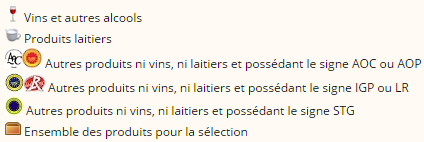 Vins et autres alcools
Produits laitiers
Autres produits ni vins, ni laitiers et possédant le signe AOC ou AOP
Autres produits ni vins, ni laitiers et possédant le signe IGP ou LR
Autres produits ni vins, ni laitiers et possédant le signe STG
Ensemble des produits pour la sélection